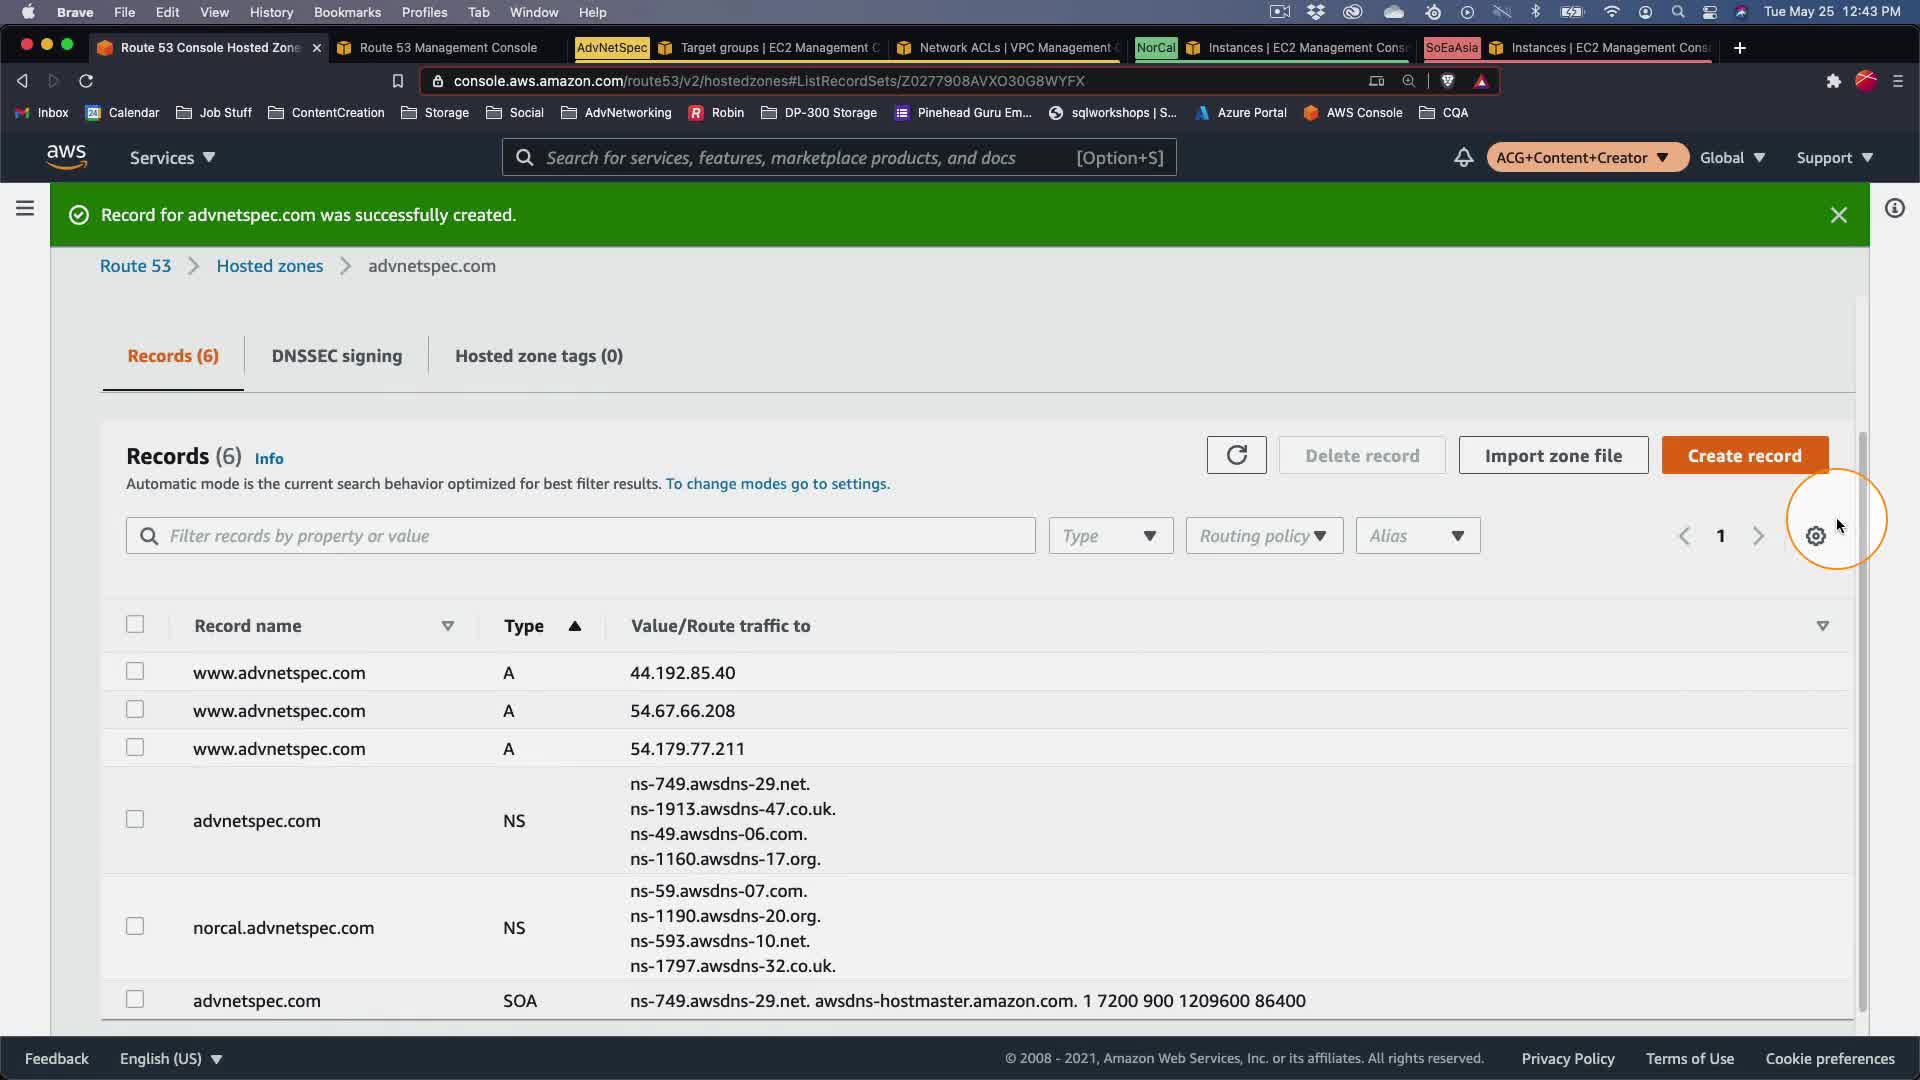 Brave File Edit View History Bookmarks Profiles Tab Window Help Tue May 25 12:43 PM
Route 53 Console Hosted Zone Route 53 Management Console AdvNetSpec Target groups | EC2 Management C Network ACLs | VPC Management NorCal Instances | EC2 Management Cons SoEaAsia Instances | EC2 Management Cons
console.aws.amazon.com/route53/v2/hostedzones#ListRecordSets/Z0277908AVXO30G8WYFX
Inbox Calendar Job Stuff ContentCreation Storage Social AdvNetworking Robin DP-300 Storage Pinehead Guru Em... sqlworkshops | S... Azure Portal AWS Console CQA
aws Services Search for services, features, marketplace products, and docs [Option+S] ACG+Content+Creator Global Support
Record for advnetspec.com was successfully created.
Route 53 Hosted zones advnetspec.com
Records (6) DNSSEC signing Hosted zone tags (0)
Records (6) Info Delete record Import zone file Create record
Automatic mode is the current search behavior optimized for best filter results. To change modes go to settings.
Filter records by property or value Type Routing policy Alias 1
Record name Type Value/Route traffic to
www.advnetspec.com A 44.192.85.40
www.advnetspec.com A 54.67.66.208
www.advnetspec.com A 54.179.77.211
ns-749.awsdns-29.net.
ns-1913.awsdns-47.co.uk.
advnetspec.com NS
ns-49.awsdns-06.com.
ns-1160.awsdns-17.org.
ns-59.awsdns-07.com.
ns-1190.awsdns-20.org.
norcal.advnetspec.com NS
ns-593.awsdns-10.net.
ns-1797.awsdns-32.co.uk.
advnetspec.com SOA ns-749.awsdns-29.net. awsdns-hostmaster.amazon.com. 1 7200 900 1209600 86400
Feedback English (US) © 2008 - 2021, Amazon Web Services, Inc. or its affiliates. All rights reserved. Privacy Policy Terms of Use Cookie preferences